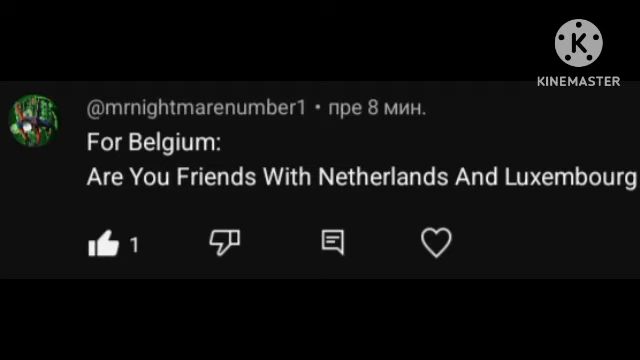 KINEMASTER
@mrnightmarenumber1 • пре 8 мин.
For Belgium:
Are You Friends With Netherlands And Luxembourg
1